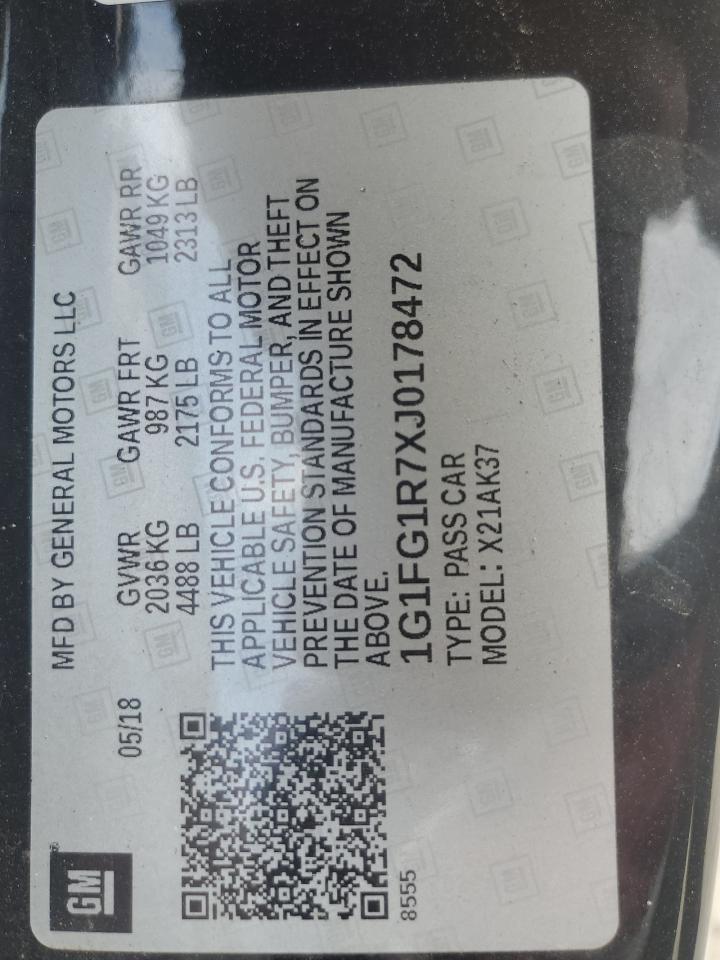 GM
MFD BY GENERAL MOTORS LLC
05/18
GVWR GAWR FRT GAWR RR
2036 KG 987 KG 1049 KG
4488 LB 2175 LB 2313 LB
THIS VEHICLE CONFORMS TO ALL
APPLICABLE U.S. FEDERAL MOTOR
VEHICLE SAFETY, BUMPER, AND THEFT
PREVENTION STANDARDS IN EFFECT ON
THE DATE OF MANUFACTURE SHOWN
ABOVE.
1G1FG1R7XJ0178472
TYPE: PASS CAR
MODEL: X21AK37
8555